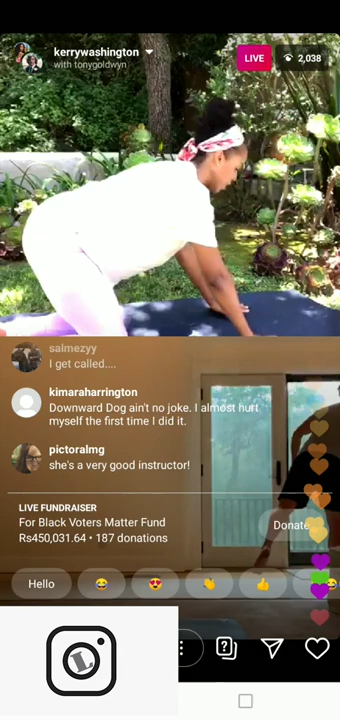 kerrywashington
with tonygoldwyn
LIVE
2,038
salmezyy
I get called....
kimaraharrington
Downward Dog ain't no joke. I almost hurt
myself the first time I did it.
pictoralmg
she's a very good instructor!
LIVE FUNDRAISER
For Black Voters Matter Fund
Rs450,031.64 • 187 donations
Donate
Hello
L